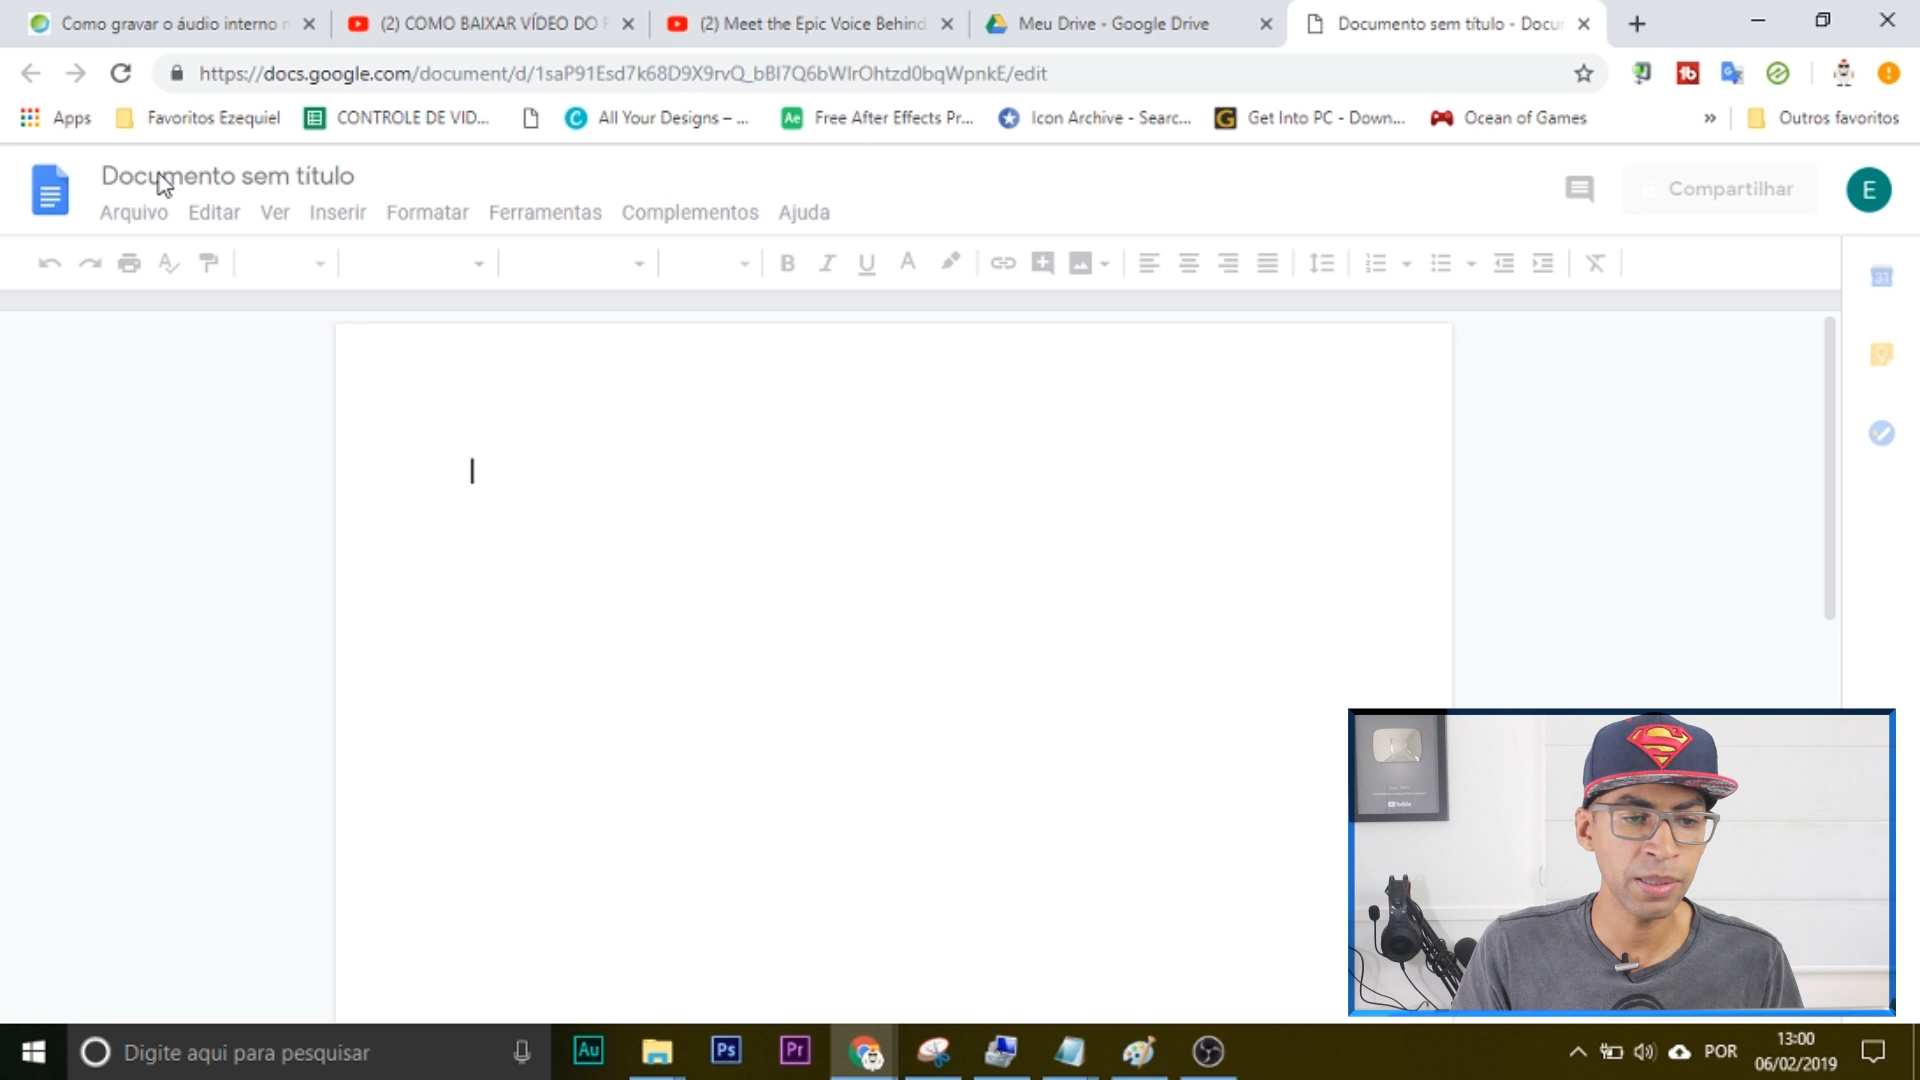 Como gravar o áudio interno n
(2) COMO BAIXAR VÍDEO DO F
(2) Meet the Epic Voice Behind
Meu Drive - Google Drive
Documento sem título - Docu
https://docs.google.com/document/d/1saP91Esd7k68D9X9rvQ_bBI7Q6bWIrOhtzd0bqWpnkE/edit
Apps
Favoritos Ezequiel
CONTROLE DE VID...
All Your Designs – ...
Free After Effects Pr...
Icon Archive - Searc...
Get Into PC - Down...
Ocean of Games
»
Outros favoritos
Documento sem título
Arquivo Editar Ver Inserir Formatar Ferramentas Complementos Ajuda
Compartilhar
E
31
YouTube
Digite aqui para pesquisar
Au
Ps
Pr
POR
13:00
06/02/2019